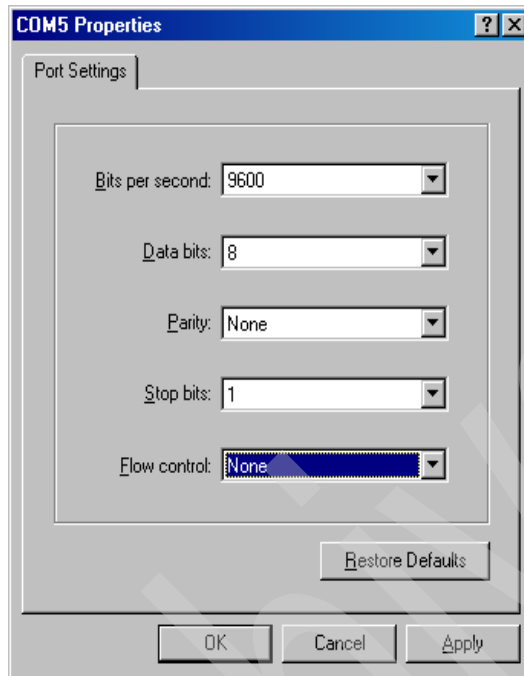 COM5 Properties
Port Settings
Bits per second: 9600
Data bits: 8
Parity: None
Stop bits: 1
Flow control: None
Restore Defaults
OK Cancel Apply